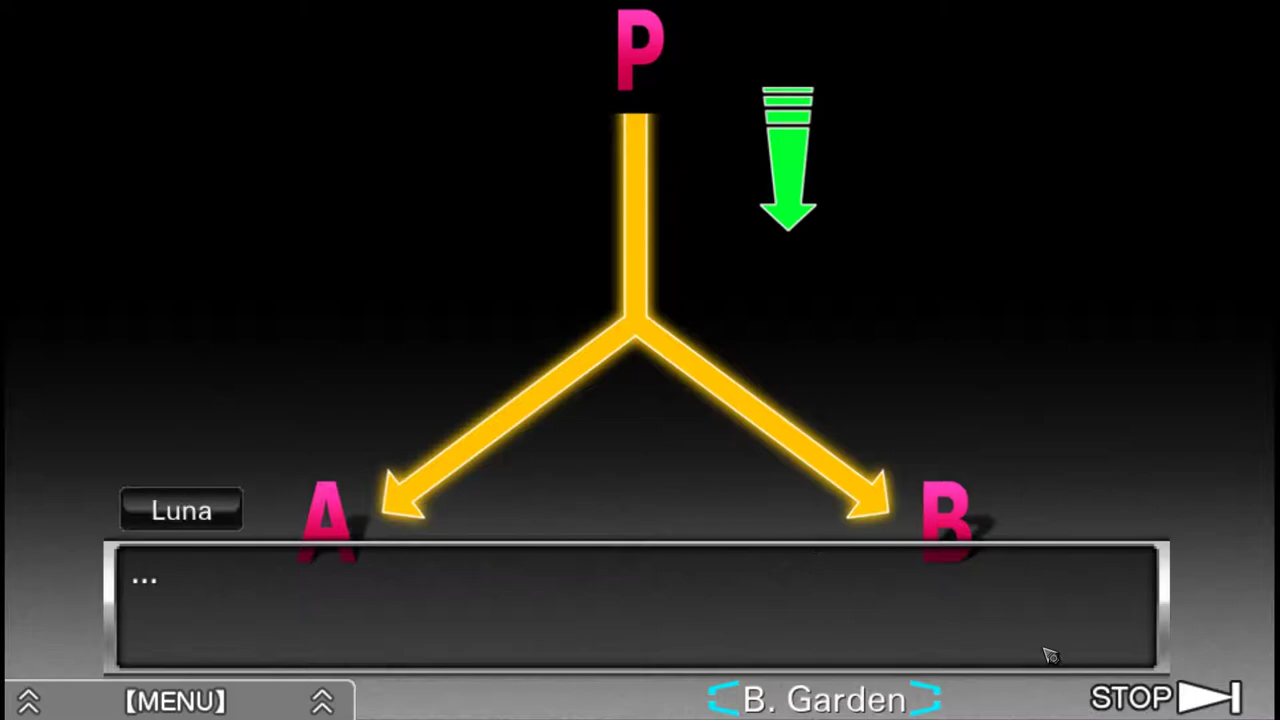 P
A
B
Luna
...
【MENU】
B. Garden
STOP